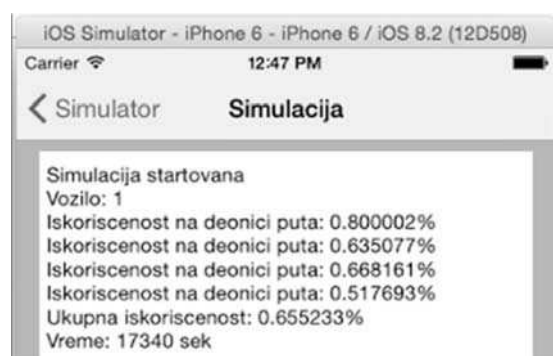 iOS Simulator - iPhone 6 - iPhone 6 / iOS 8.2 (12D508)
Carrier 12:47 PM
Simulator Simulacija
Simulacija startovana
Vozilo: 1
Iskoriscenost na deonici puta: 0.800002%
Iskoriscenost na deonici puta: 0.635077%
Iskoriscenost na deonici puta: 0.668161%
Iskoriscenost na deonici puta: 0.517693%
Ukupna iskoriscenost: 0.655233%
Vreme: 17340 sek